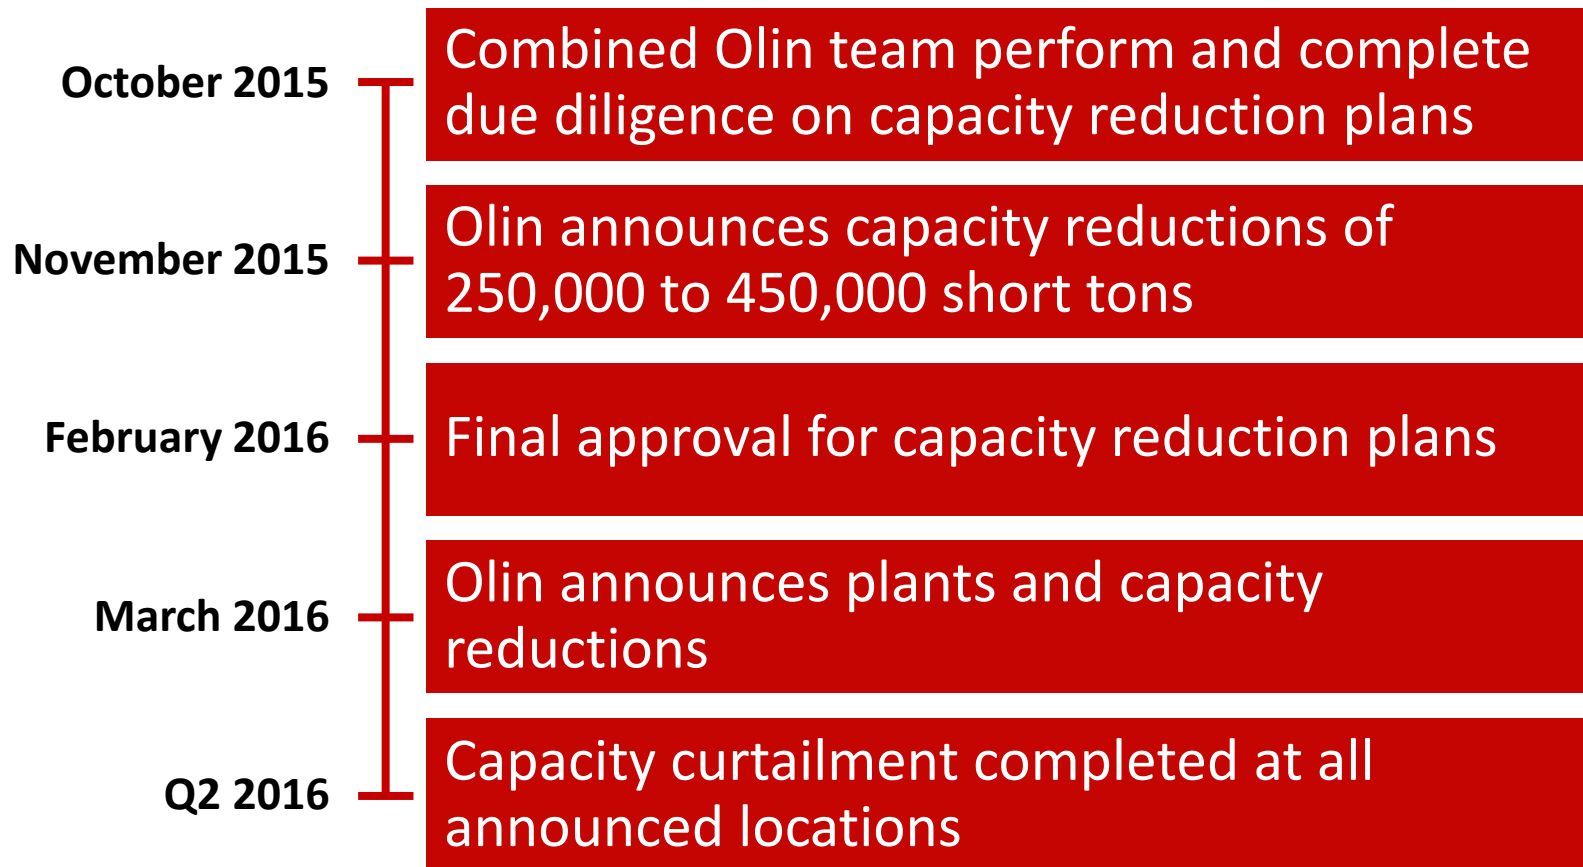 October 2015
Combined Olin team perform and complete
due diligence on capacity reduction plans
November 2015
Olin announces capacity reductions of
250,000 to 450,000 short tons
February 2016
Final approval for capacity reduction plans
March 2016
Olin announces plants and capacity
reductions
Q2 2016
Capacity curtailment completed at all
announced locations